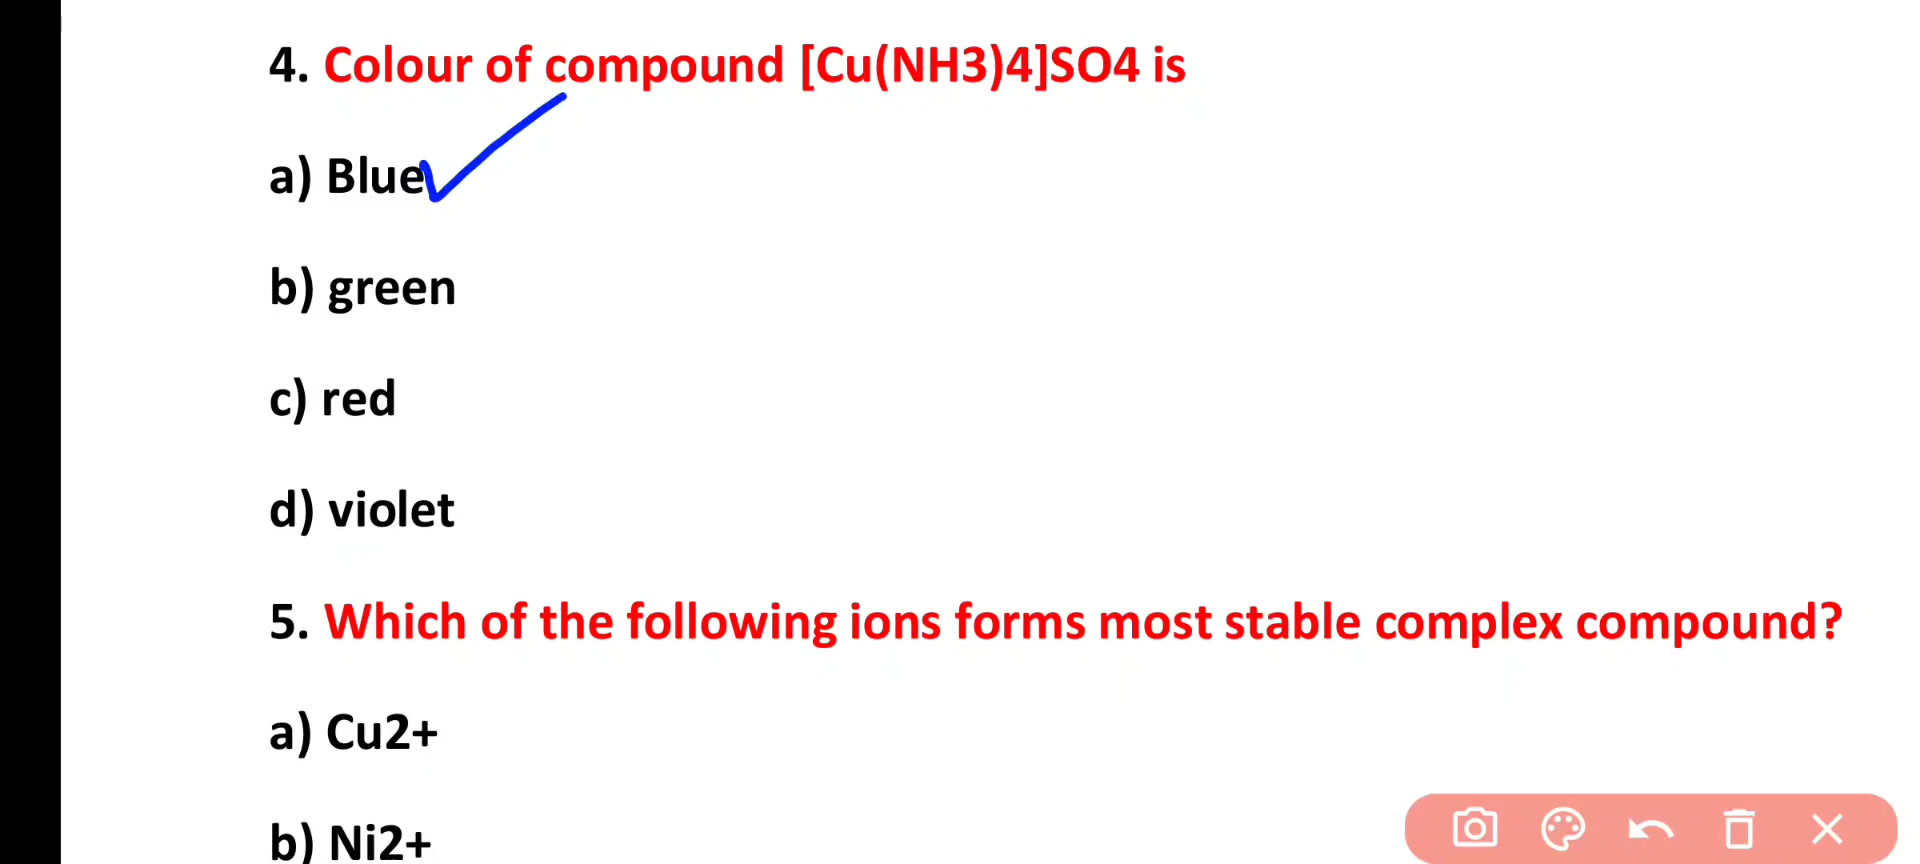 4. Colour of compound [Cu(NH3)4]SO4 is
a) Blue
b) green
c) red
d) violet
5. Which of the following ions forms most stable complex compound?
a) Cu2+
b) Ni2+